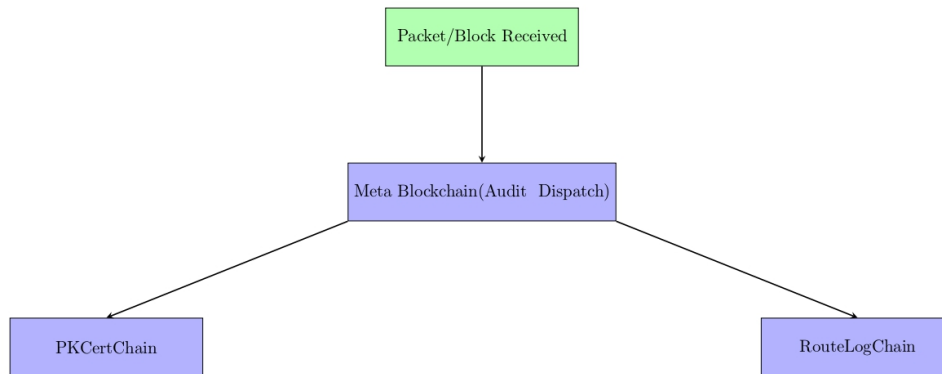 Packet/Block Received
Meta Blockchain(Audit Dispatch)
PKCertChain
RouteLogChain